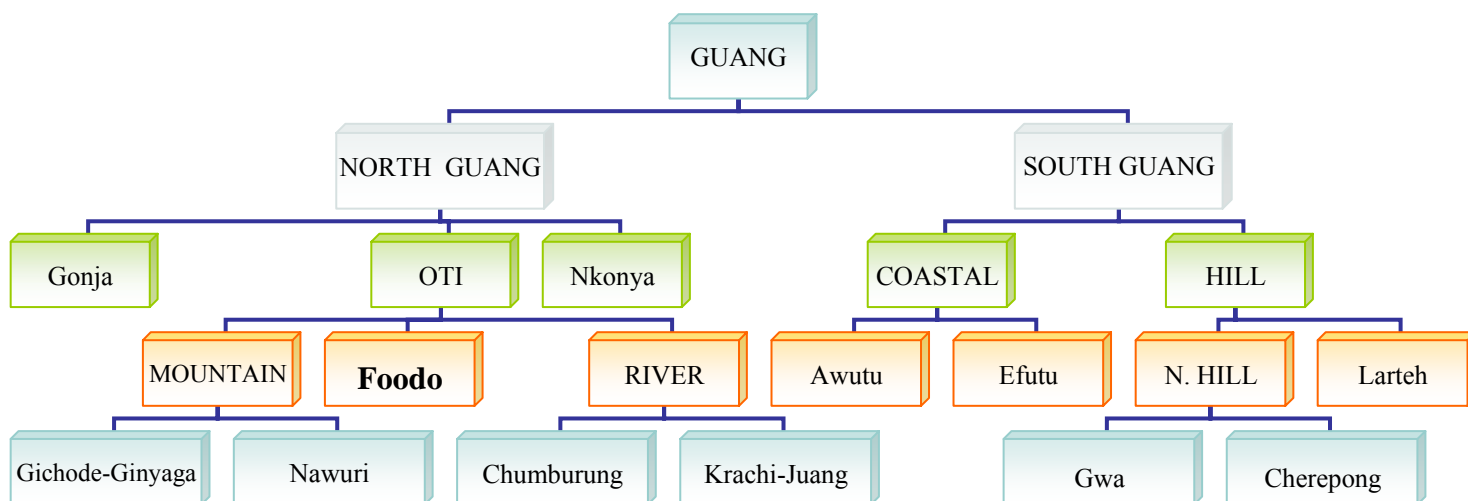 GUANG
NORTH GUANG
SOUTH GUANG
Gonja
OTI
Nkonya
COASTAL
HILL
MOUNTAIN
Foodo
RIVER
Awutu
Efutu
N. HILL
Larteh
Gichode-Ginyaga
Nawuri
Chumburung
Krachi-Juang
Gwa
Cherepong